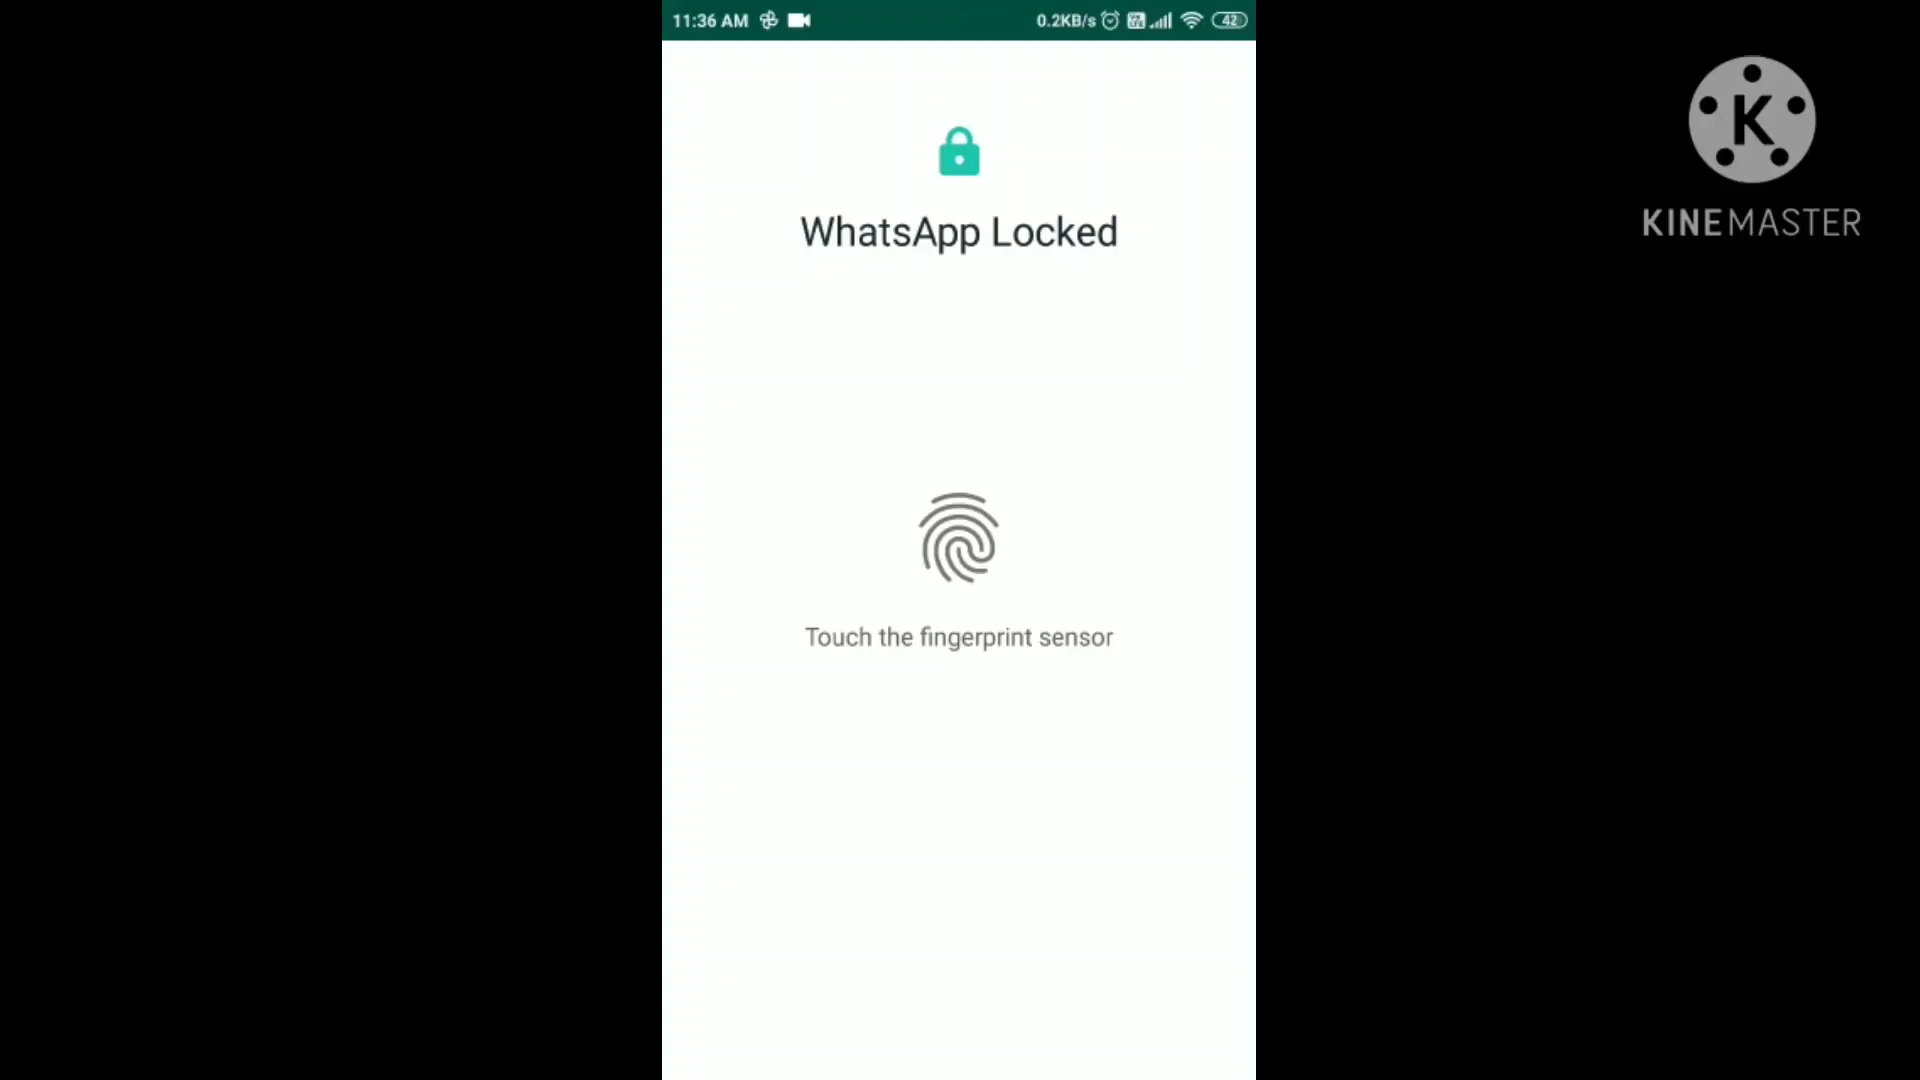 11:36 AM
0.2KB/s
42
K
KINEMASTER
WhatsApp Locked
Touch the fingerprint sensor